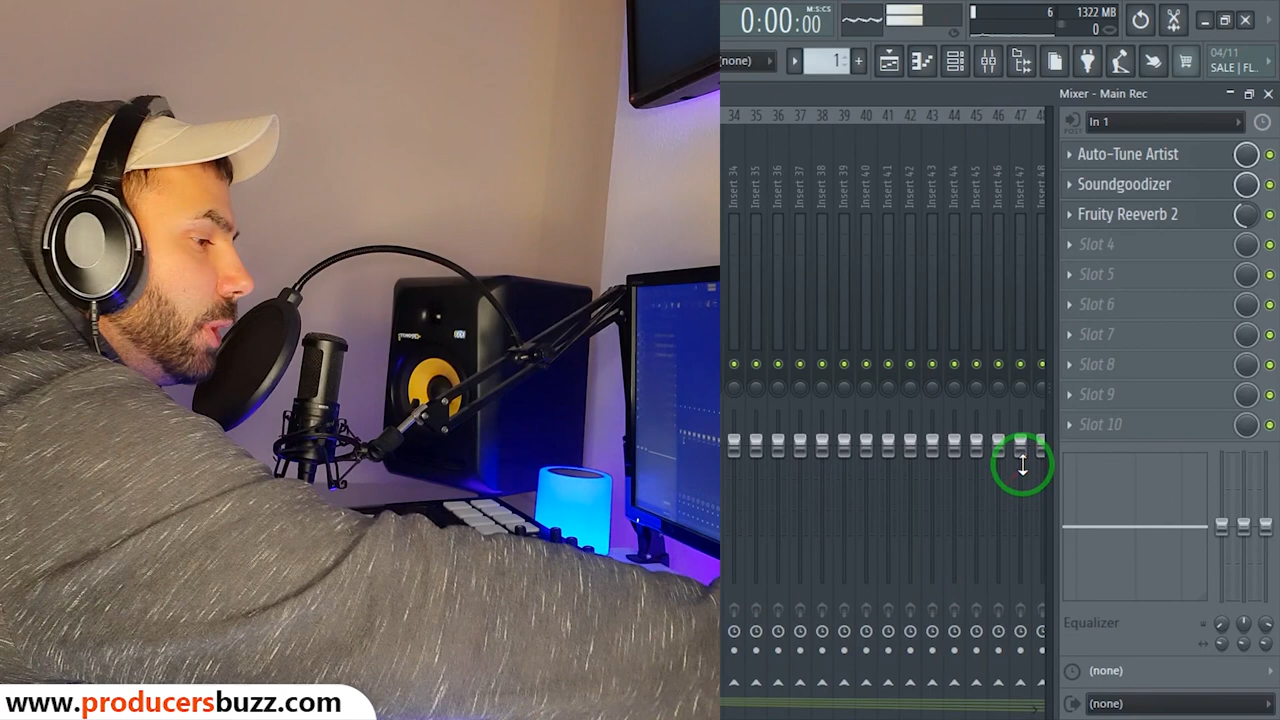 0:00:00
M:S:CS
6
1322 MB
0
(none)
1
04/11
SALE | FL..
Mixer - Main Rec
34 35 36 37 38 39 40 41 42 43 44 45 46 47 48
POST
In 1
Insert 34
Insert 35
Insert 36
Insert 37
Insert 38
Insert 39
Insert 40
Insert 41
Insert 42
Insert 43
Insert 44
Insert 45
Insert 46
Insert 47
Insert 48
Auto-Tune Artist
Soundgoodizer
Fruity Reeverb 2
Slot 4
Slot 5
Slot 6
Slot 7
Slot 8
Slot 9
Slot 10
Equalizer
(none)
(none)
www.producersbuzz.com